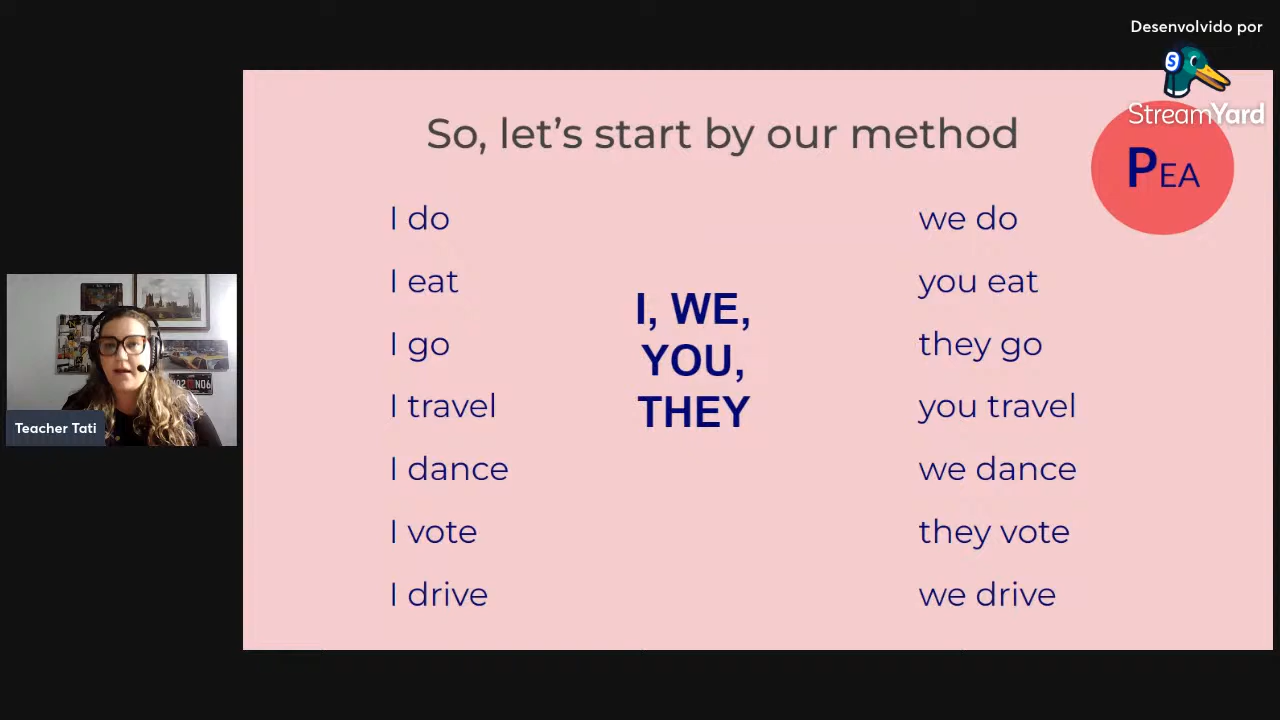 Desenvolvido por
StreamYard
So, let's start by our method
PEA
I do
I eat
I go
I travel
I dance
I vote
I drive
I, WE,
YOU,
THEY
we do
you eat
they go
you travel
we dance
they vote
we drive
Teacher Tati